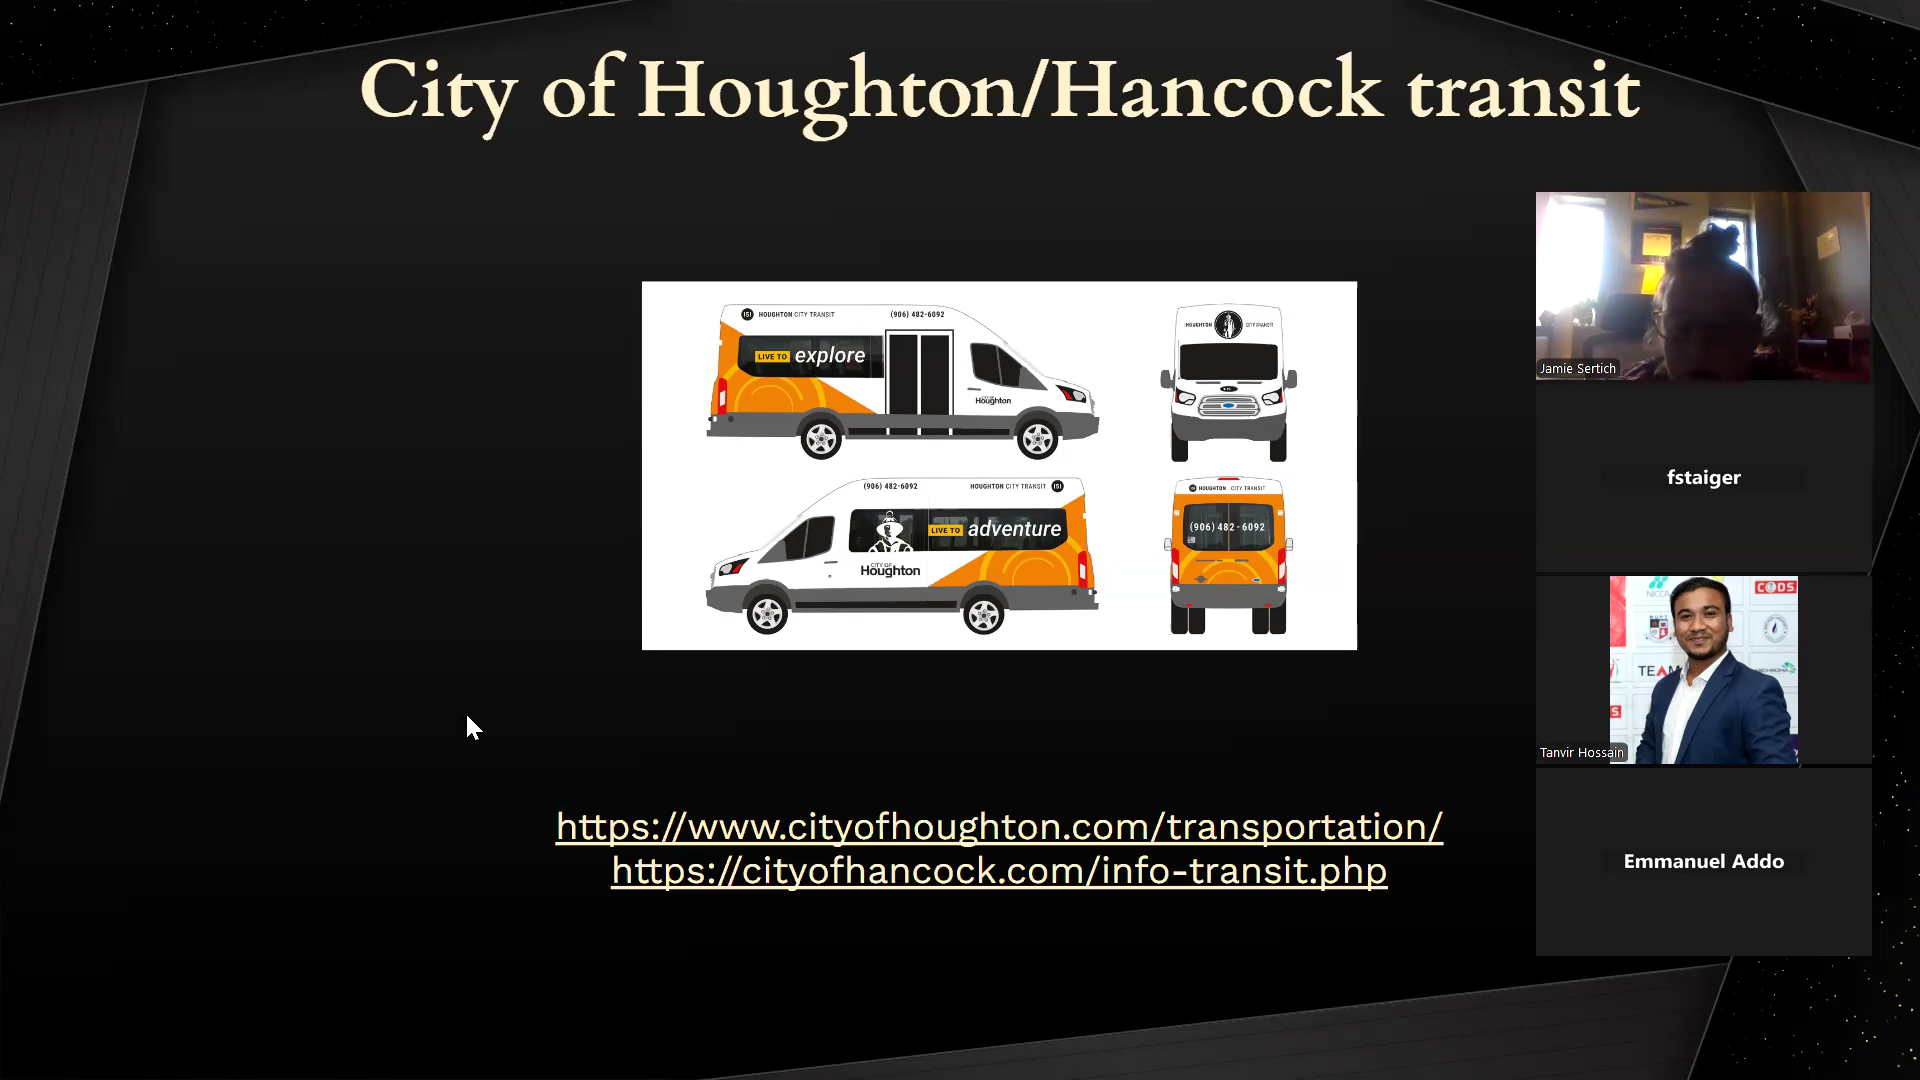 City of Houghton/Hancock transit
151 HOUGHTON CITY TRANSIT (906) 482-6092
LIVE TO explore
CITY OF
Houghton
HOUGHTON CITY TRANSIT
(906) 482-6092 HOUGHTON CITY TRANSIT 151
LIVE TO adventure
CITY OF
Houghton
HOUGHTON CITY TRANSIT
(906) 482-6092
https://www.cityofhoughton.com/transportation/
https://cityofhancock.com/info-transit.php
Jamie Sertich
fstaiger
NICCA
CODS
TEAM
Tanvir Hossain
Emmanuel Addo